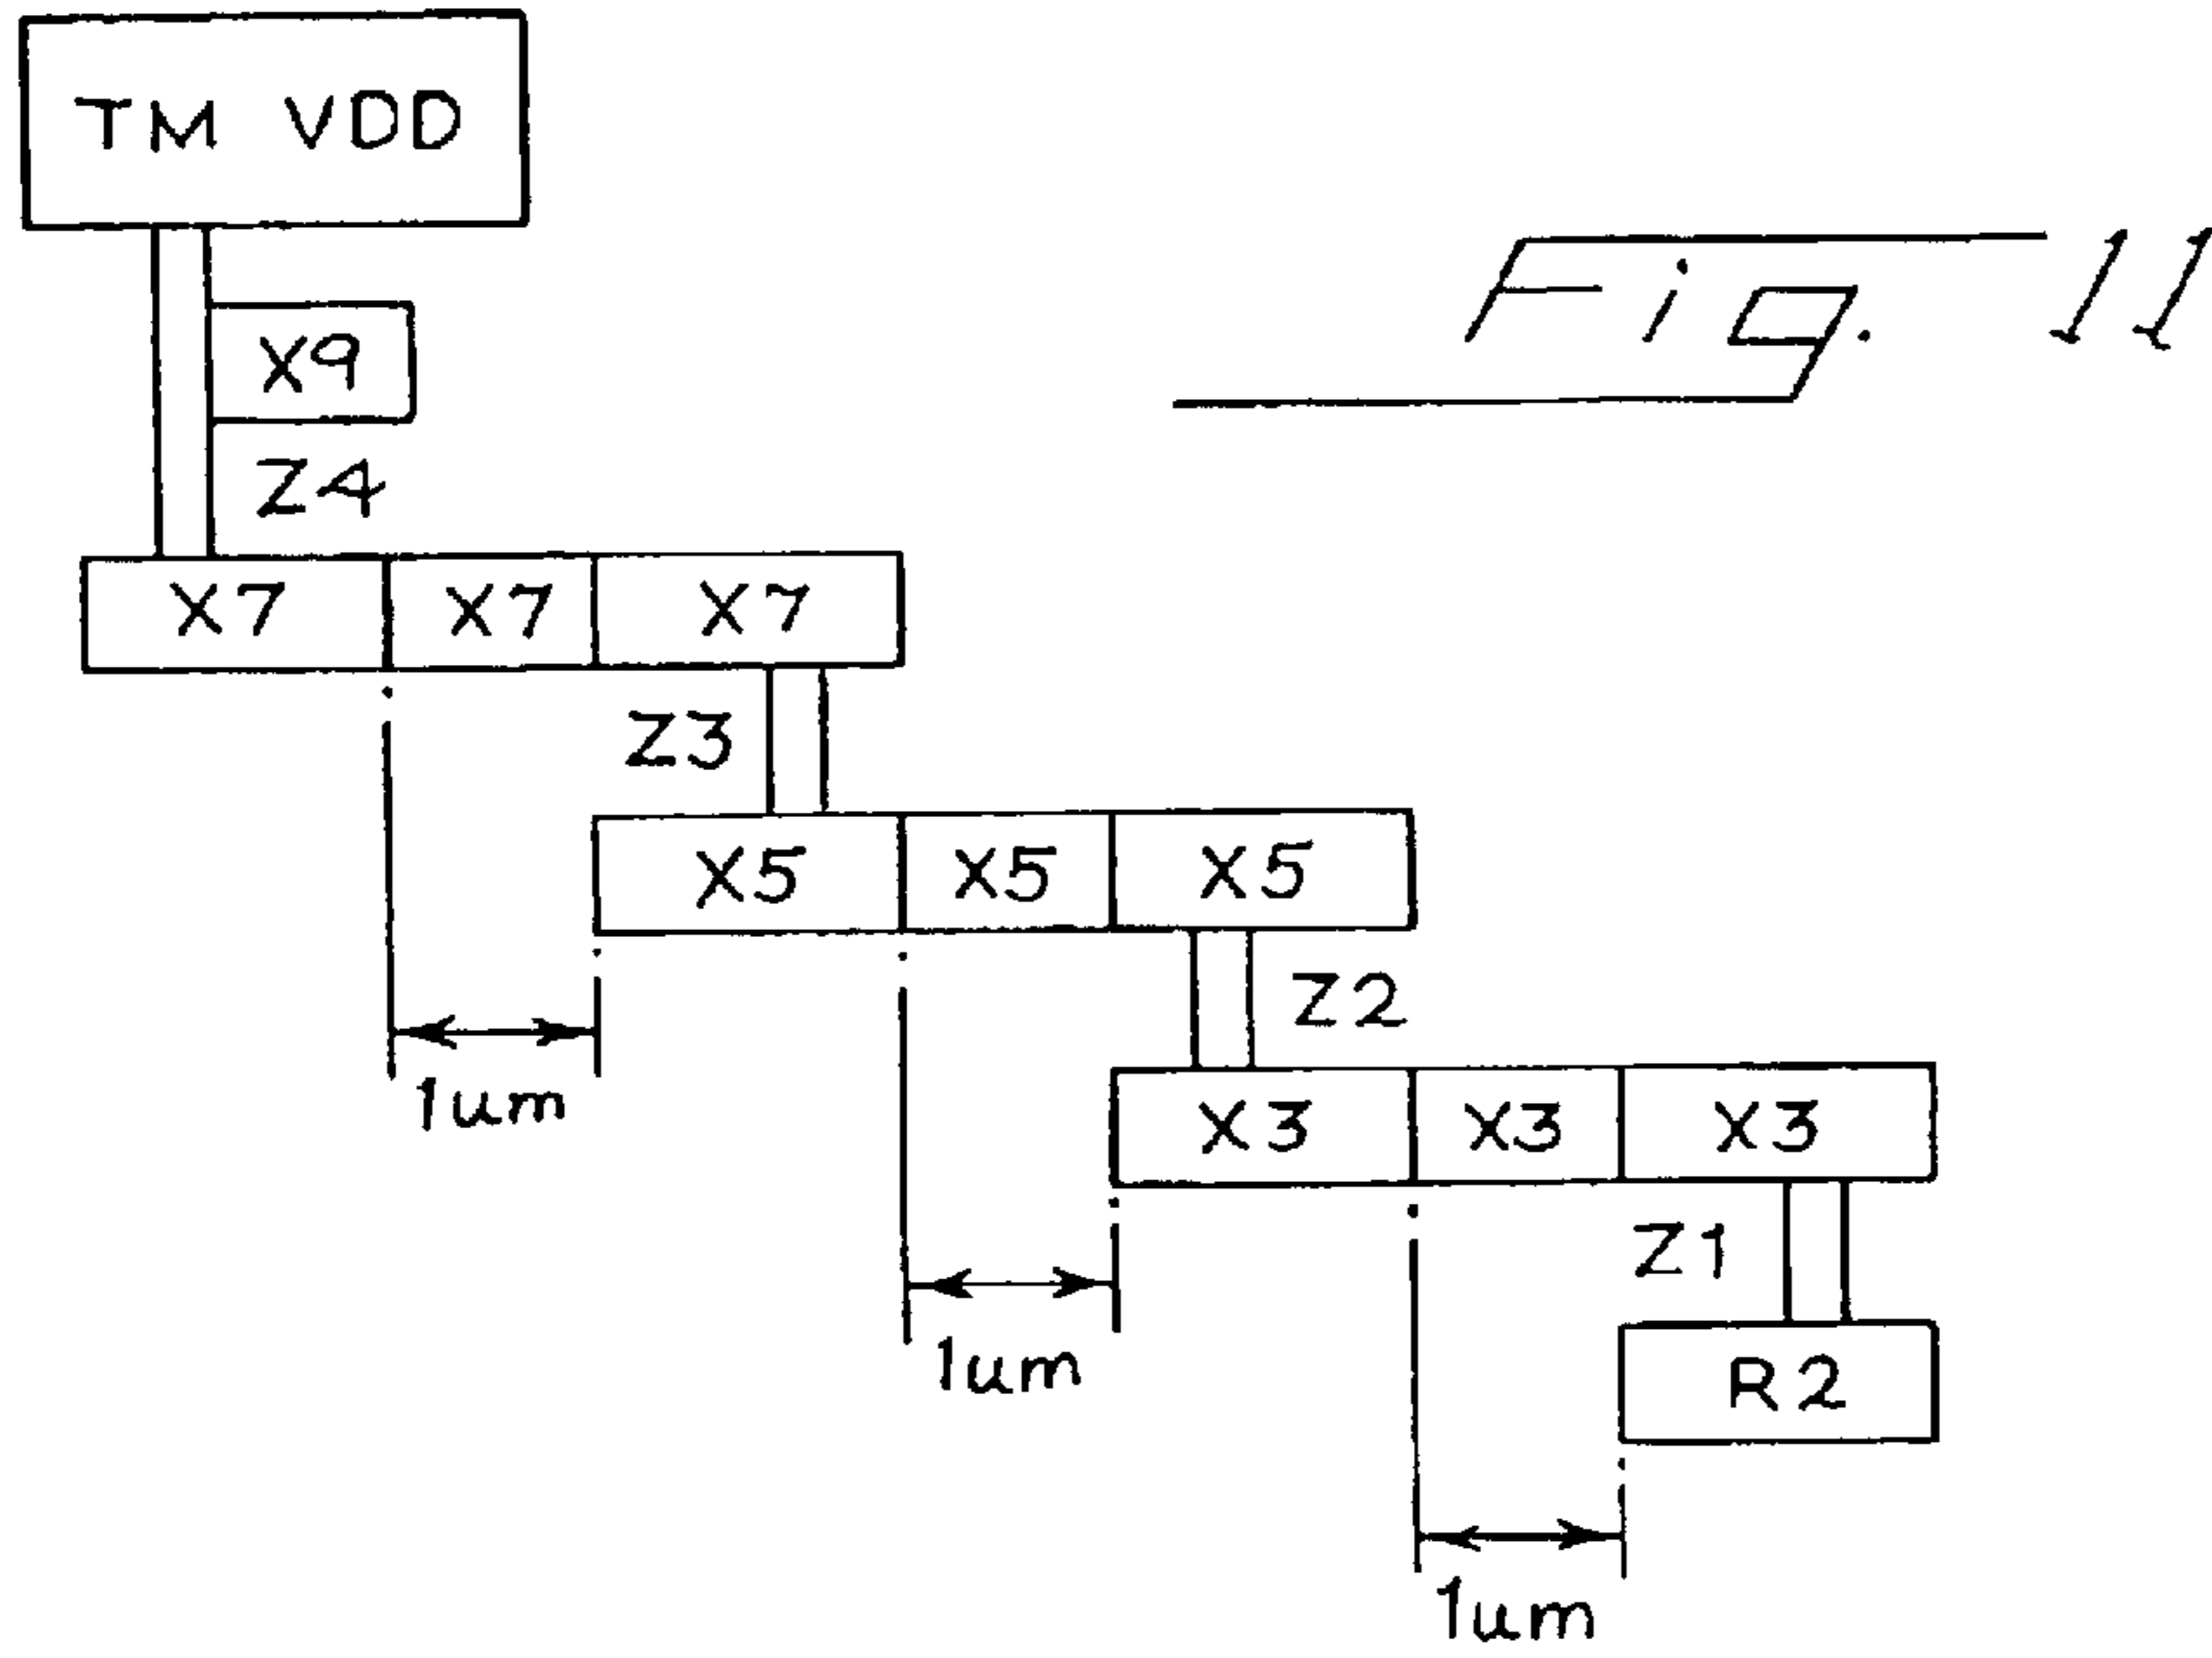 TM VDD
Fig. 11
X9
Z4
X7 X7 X7
Z3
X5 X5 X5
Z2
1um
X3 X3 X3
Z1
1um
R2
1um